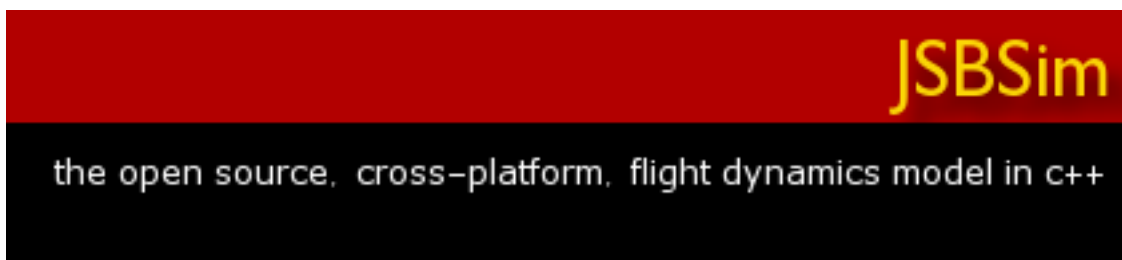 JSBSim
the open source, cross-platform, flight dynamics model in c++